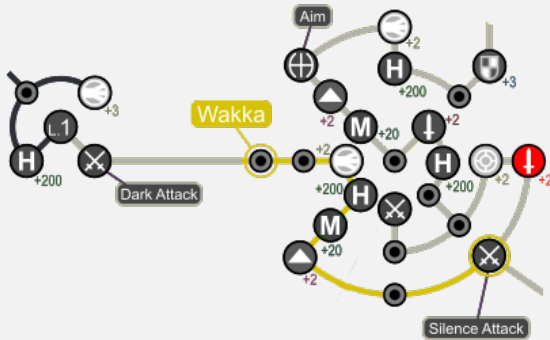 Aim
+2
H
+200
+3
+3
L.1
Wakka
+2
M
+20
+2
H
+200
Dark Attack
+2
+200
H
H
+200
+2
+2
M
+20
+2
Silence Attack